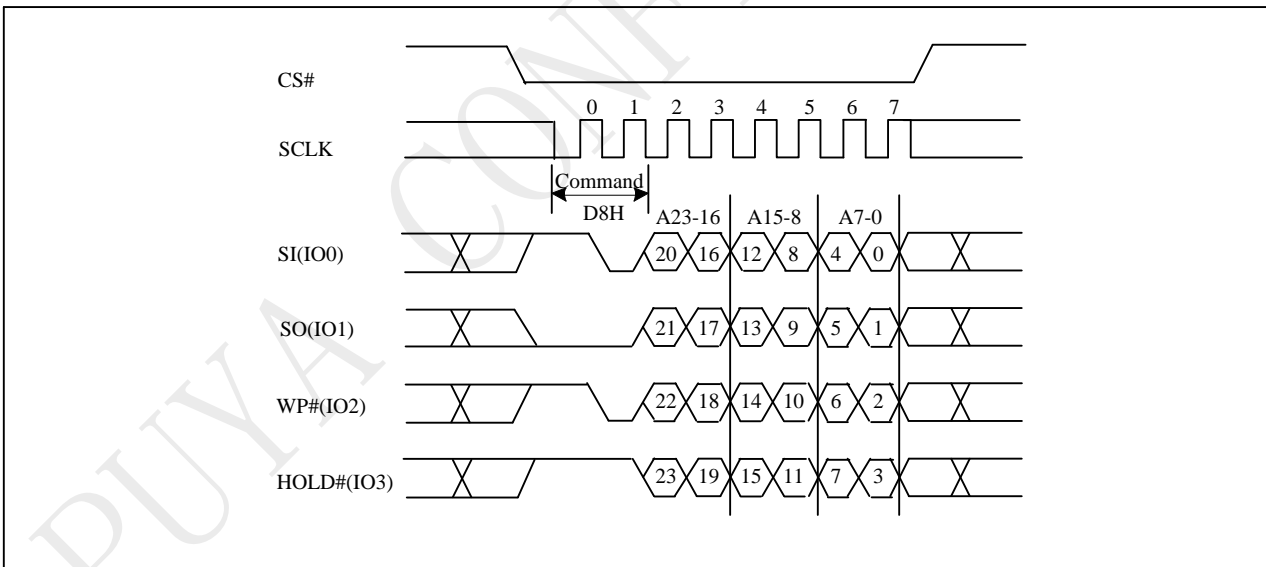 CS#
0 1 2 3 4 5 6 7
SCLK
Command
D8H
A23-16 A15-8 A7-0
SI(IO0) 20 16 12 8 4 0
SO(IO1) 21 17 13 9 5 1
WP#(IO2) 22 18 14 10 6 2
HOLD#(IO3) 23 19 15 11 7 3
PUYA CONF